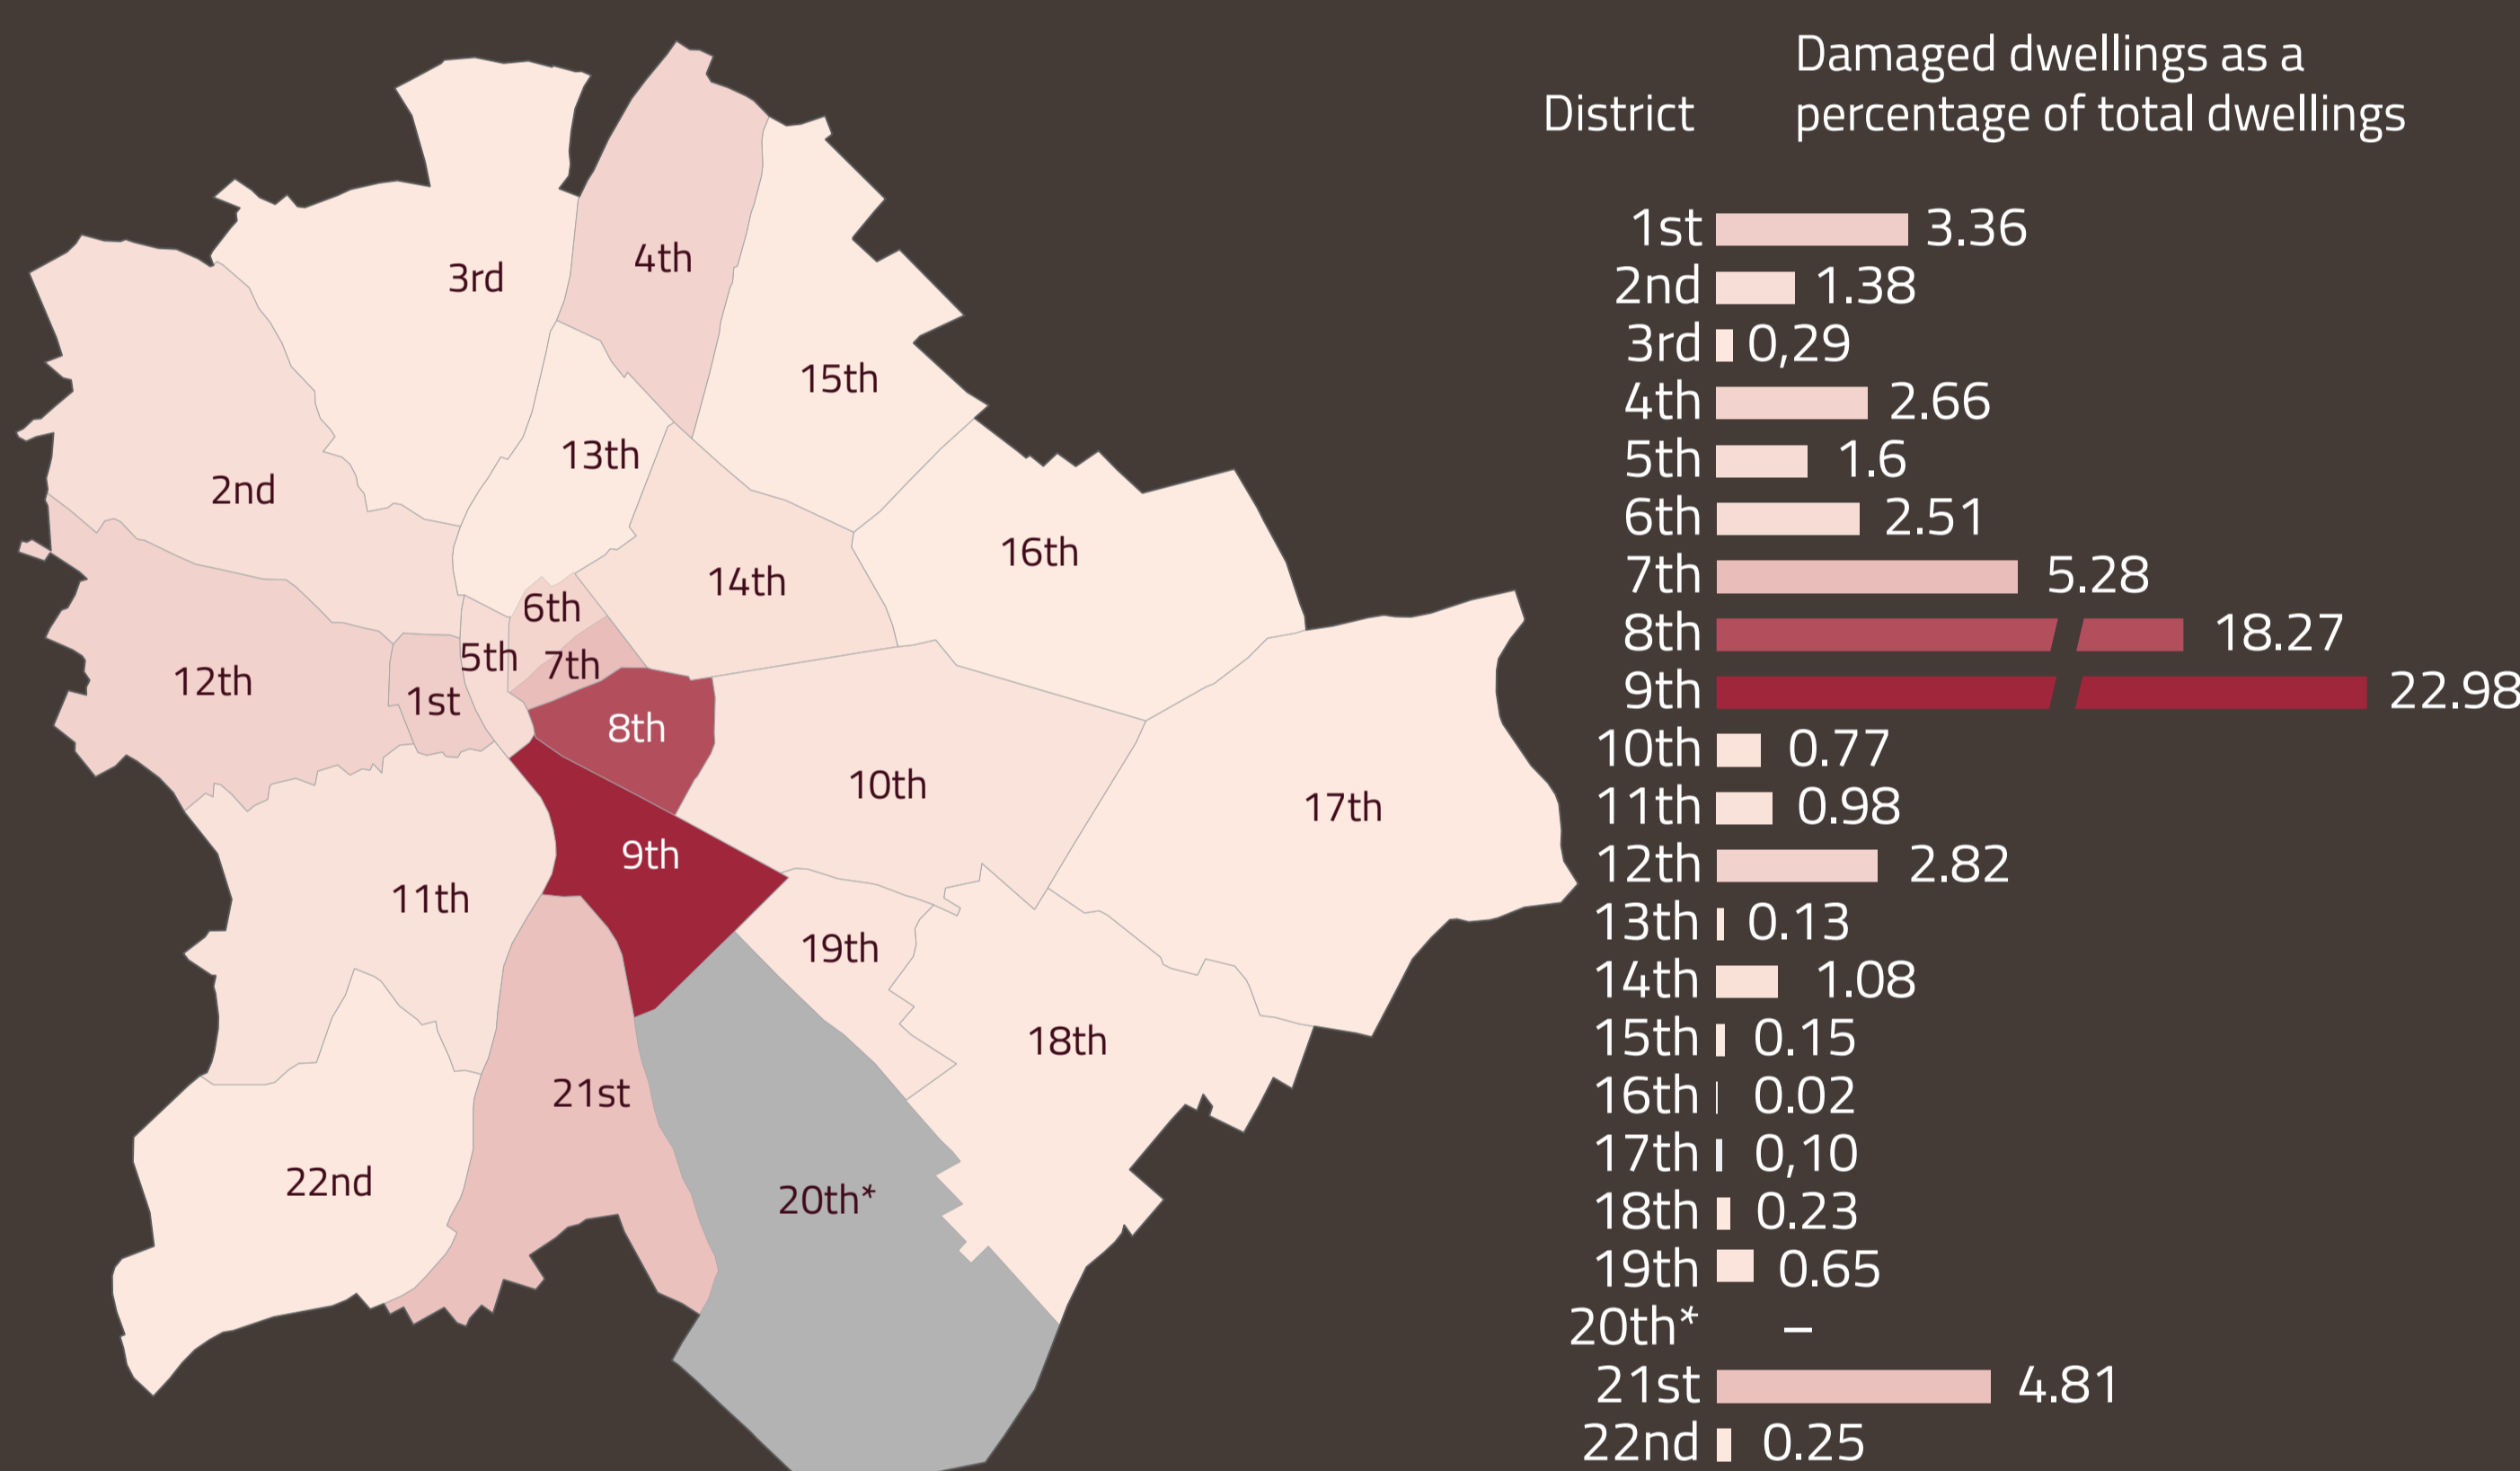 Damaged dwellings as a
District percentage of total dwellings
1st 3.36
2nd 1.38
3rd 0,29
4th 2.66
5th 1.6
6th 2.51
7th 5.28
8th 18.27
9th 22.98
10th 0.77
11th 0.98
12th 2.82
13th 0.13
14th 1.08
15th 0.15
16th 0.02
17th 0,10
18th 0.23
19th 0.65
20th* –
21st 4.81
22nd 0.25
4th
3rd
15th
13th
2nd
16th
14th
6th
5th
7th
12th
1st
8th
10th
17th
9th
11th
19th
18th
21st
22nd
20th*